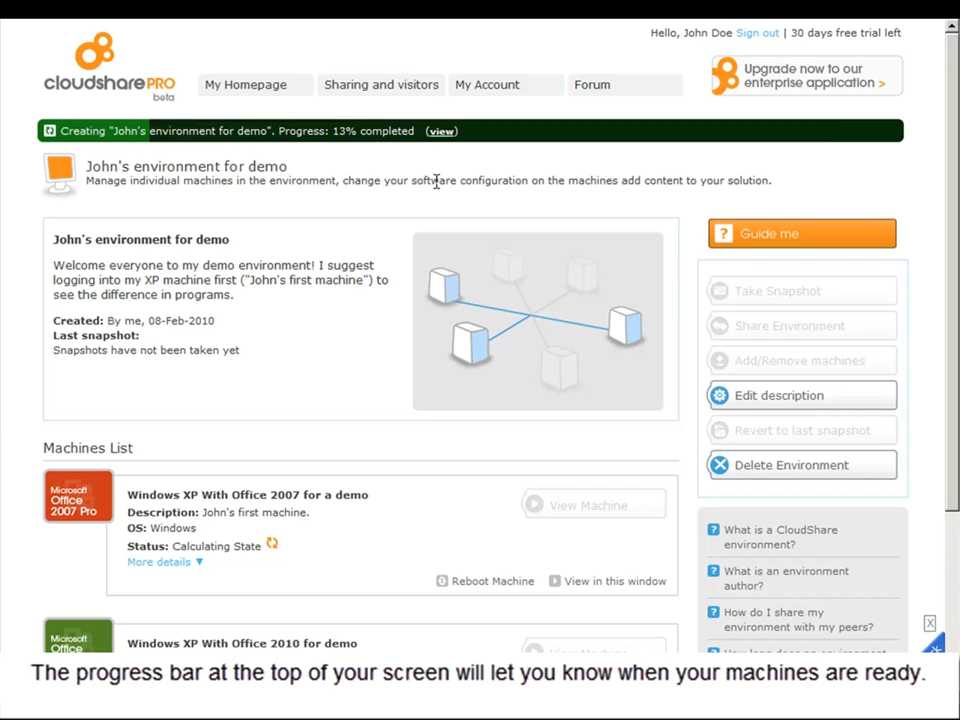 Hello, John Doe Sign out | 30 days free trial left
cloudshare PRO
beta
My Homepage Sharing and visitors My Account Forum
Upgrade now to our
enterprise application >
Creating "John's environment for demo". Progress: 13% completed (view)
John's environment for demo
Manage individual machines in the environment, change your software configuration on the machines add content to your solution.
John's environment for demo
Welcome everyone to my demo environment! I suggest
logging into my XP machine first ("John's first machine") to
see the difference in programs.
Created: By me, 08-Feb-2010
Last snapshot:
Snapshots have not been taken yet
? Guide me
Take Snapshot
Share Environment
Add/Remove machines
Edit description
Revert to last snapshot
Delete Environment
Machines List
Microsoft
Office
2007 Pro
Windows XP With Office 2007 for a demo
Description: John's first machine.
OS: Windows
Status: Calculating State
More details ▼
View Machine
Reboot Machine View in this window
? What is a CloudShare
environment?
? What is an environment
author?
? How do I share my
environment with my peers?
Microsoft
Office
Windows XP With Office 2010 for demo
X
The progress bar at the top of your screen will let you know when your machines are ready.